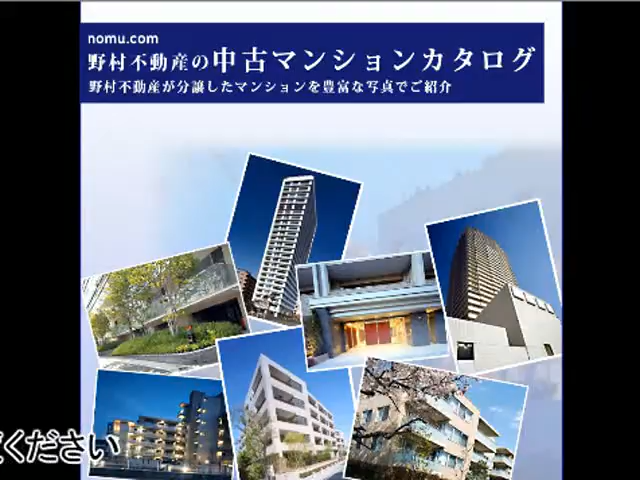 nomu.com
野村不動産の中古マンションカタログ
野村不動産が分譲したマンションを豊富な写真でご紹介
ください